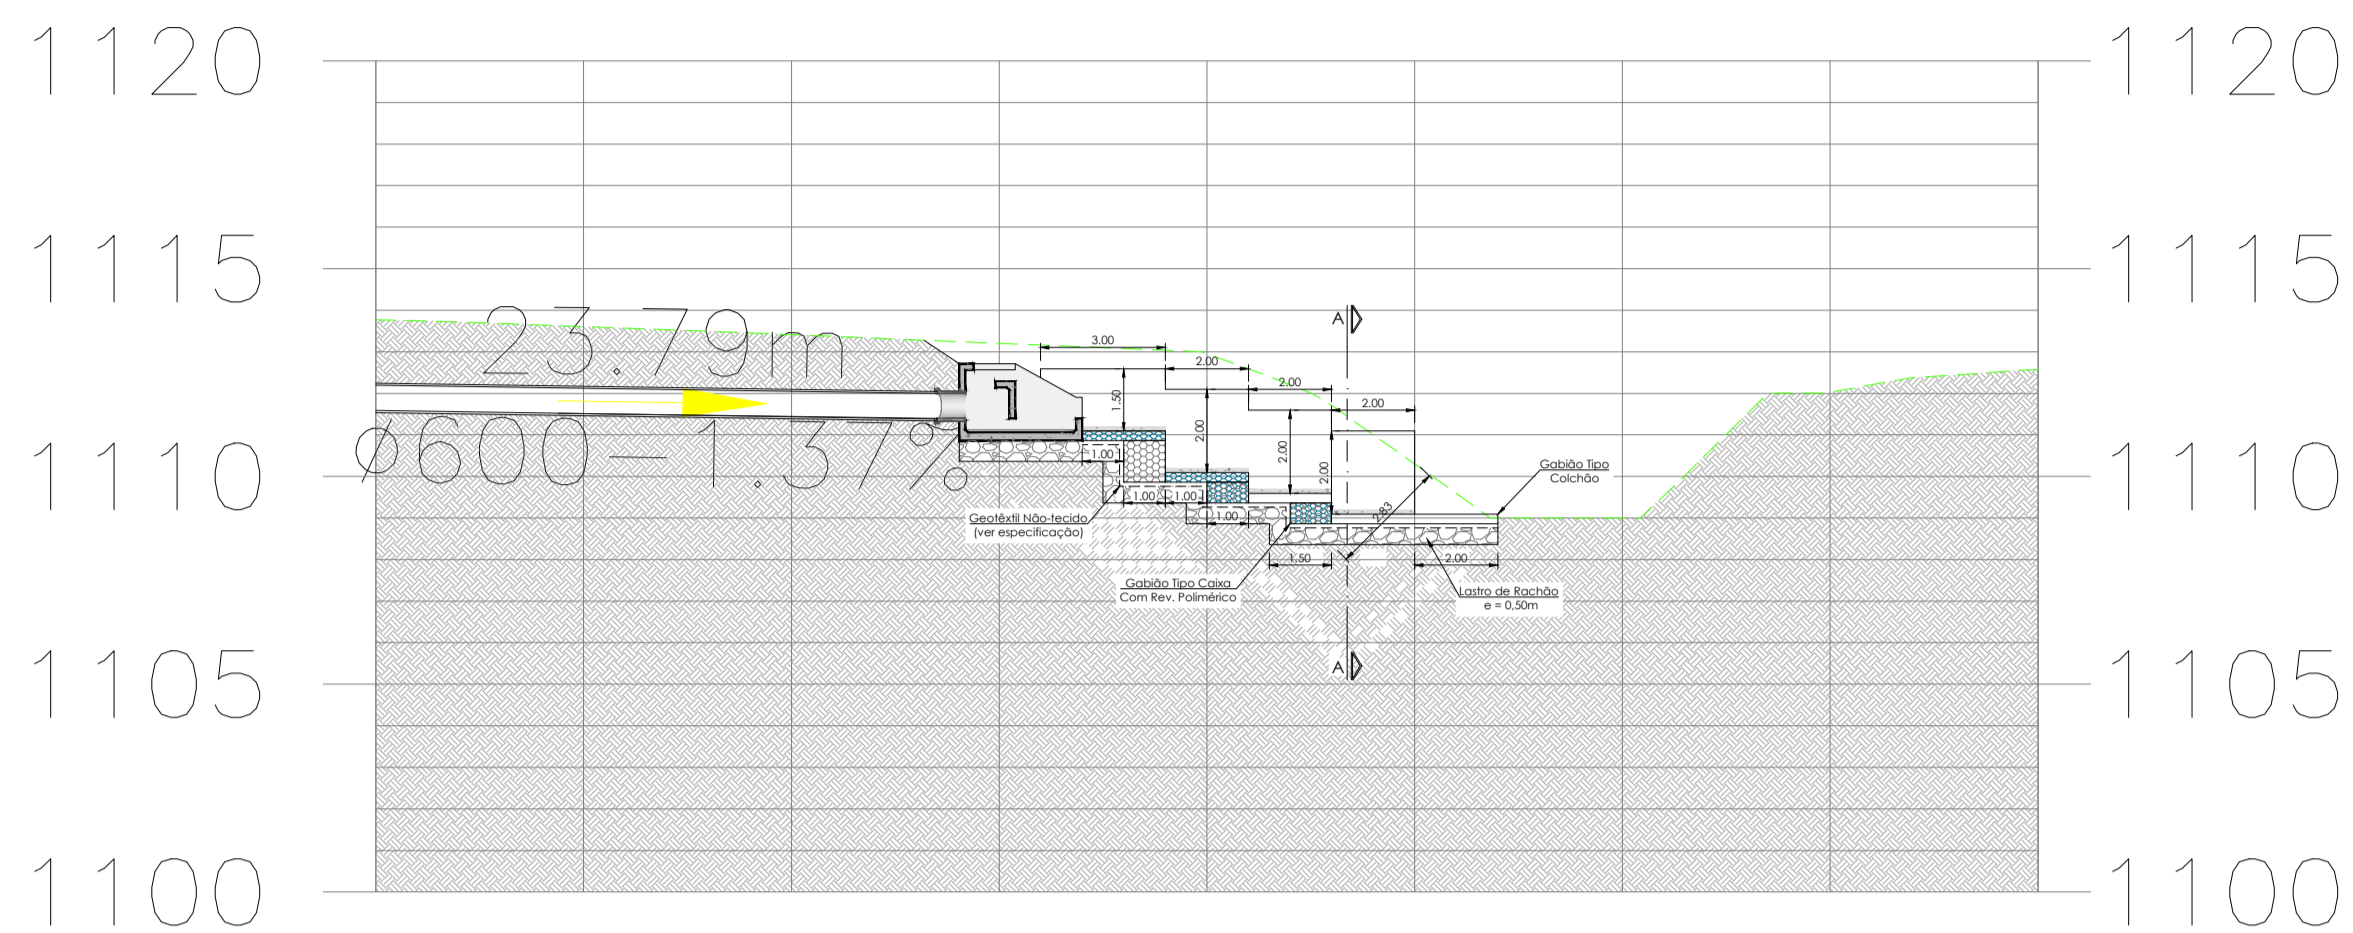 1120 1120
1115 1115
23.79m
A
3.00
2.00
2.00
2.00
1.50
2.00
2.00
2.00
ø600-1.37%
1110 1110
1.00
Gabião Tipo
Colchão
1.00 1.00
2.83
Geotêxtil Não-tecido
(ver especificação)
1.00
1.50
2.00
Gabião Tipo Caixa
Com Rev. Polimérico
Lastro de Rachão
e = 0,50m
A
1105 1105
1100 1100